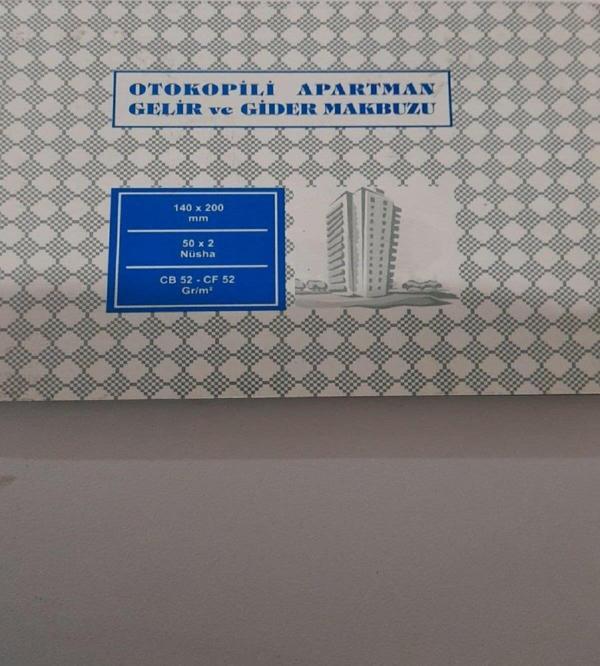 OTOKOPİLİ APARTMAN
GELİR ve GİDER MAKBUZU
140 x 200
mm
50 x 2
Nüsha
CB 52 - CF 52
Gr/m²